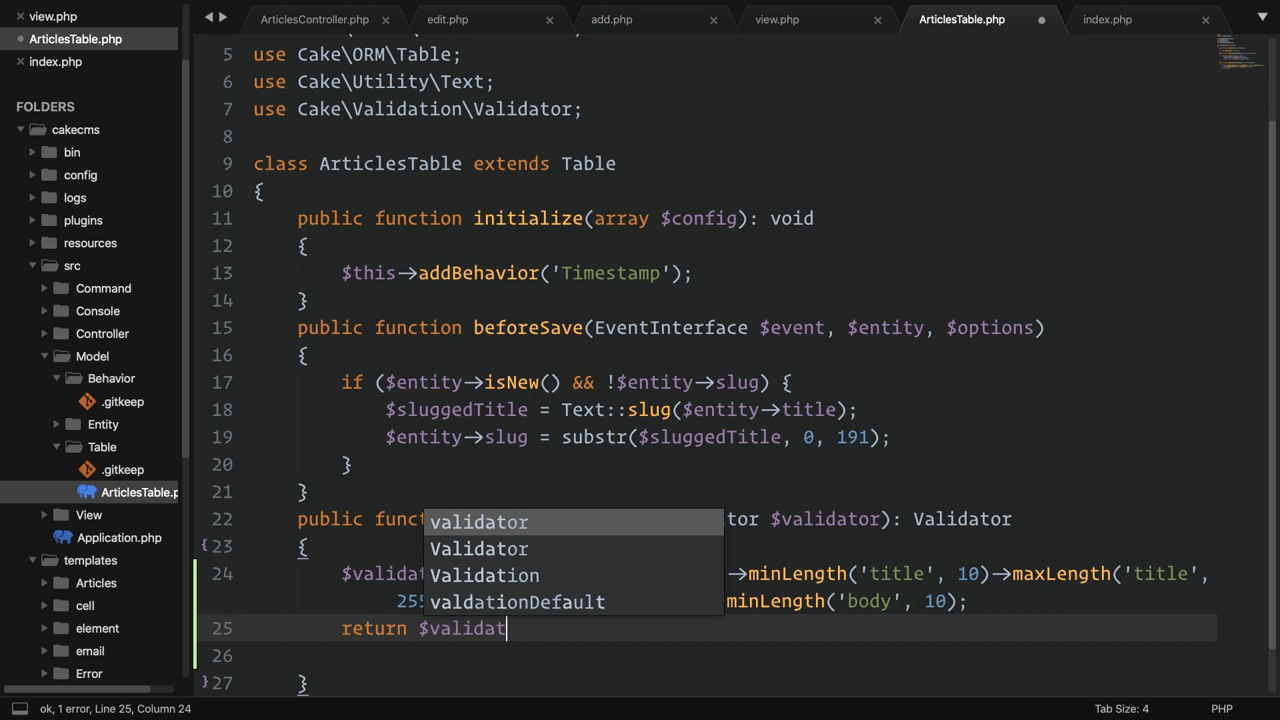 view.php
ArticlesTable.php
index.php
FOLDERS
cakecms
bin
config
logs
plugins
resources
src
Command
Console
Controller
Model
Behavior
.gitkeep
Entity
Table
.gitkeep
ArticlesTable.p
View
Application.php
templates
Articles
cell
element
email
Error
ArticlesController.php
edit.php
add.php
view.php
ArticlesTable.php
index.php
5 use Cake\ORM\Table;
6 use Cake\Utility\Text;
7 use Cake\Validation\Validator;
8
9 class ArticlesTable extends Table
10 {
11 public function initialize(array $config): void
12 {
13 $this->addBehavior('Timestamp');
14 }
15 public function beforeSave(EventInterface $event, $entity, $options)
16 {
17 if ($entity->isNew() && !$entity->slug) {
18 $sluggedTitle = Text::slug($entity->title);
19 $entity->slug = substr($sluggedTitle, 0, 191);
20 }
21 }
22 public funct tor $validator): Validator
23 {
24 $validat ->minLength('title', 10)->maxLength('title',
255 minLength('body', 10);
25 return $validat
26
27 }
validator
Validator
Validation
valdationDefault
ok, 1 error, Line 25, Column 24
Tab Size: 4
PHP